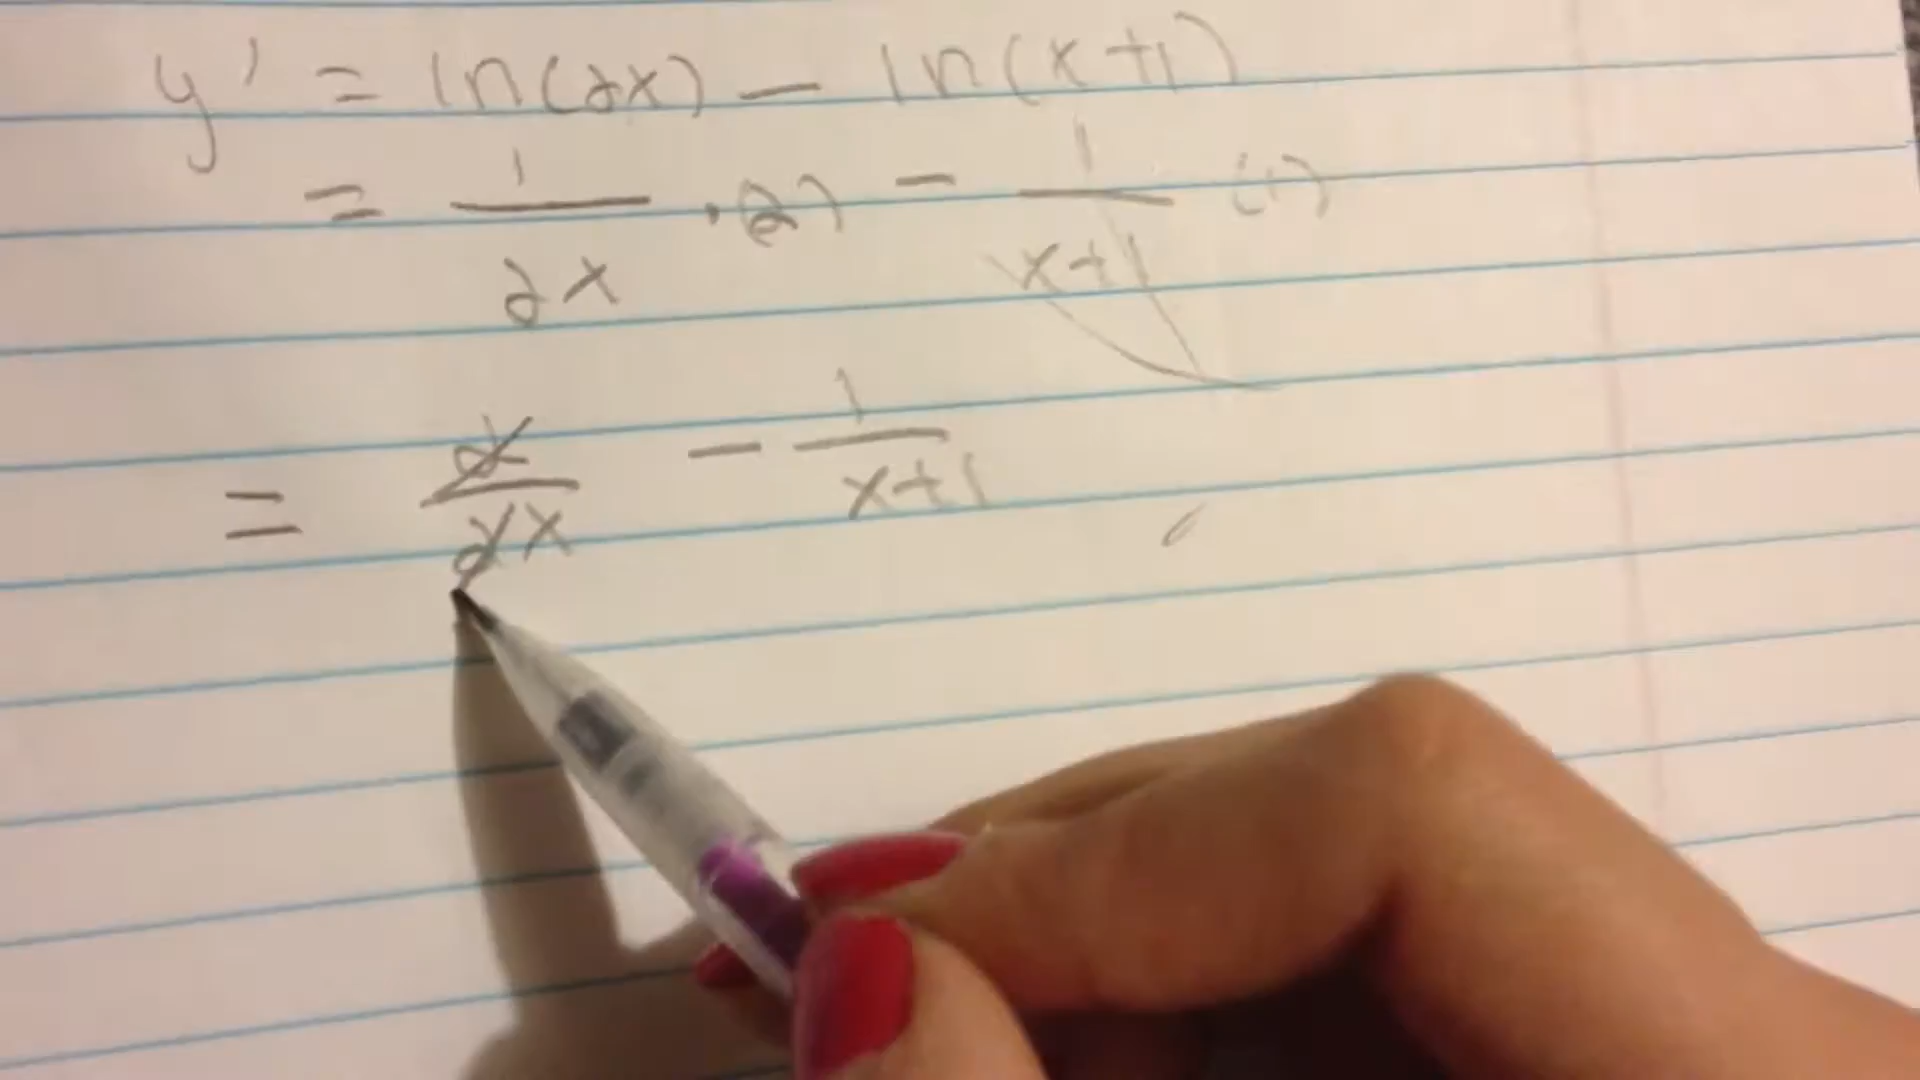 y' = ln(2x) - ln(x+1)
= 1/2x · (2) - 1/x+1 (1)
= 2/2x - 1/x+1